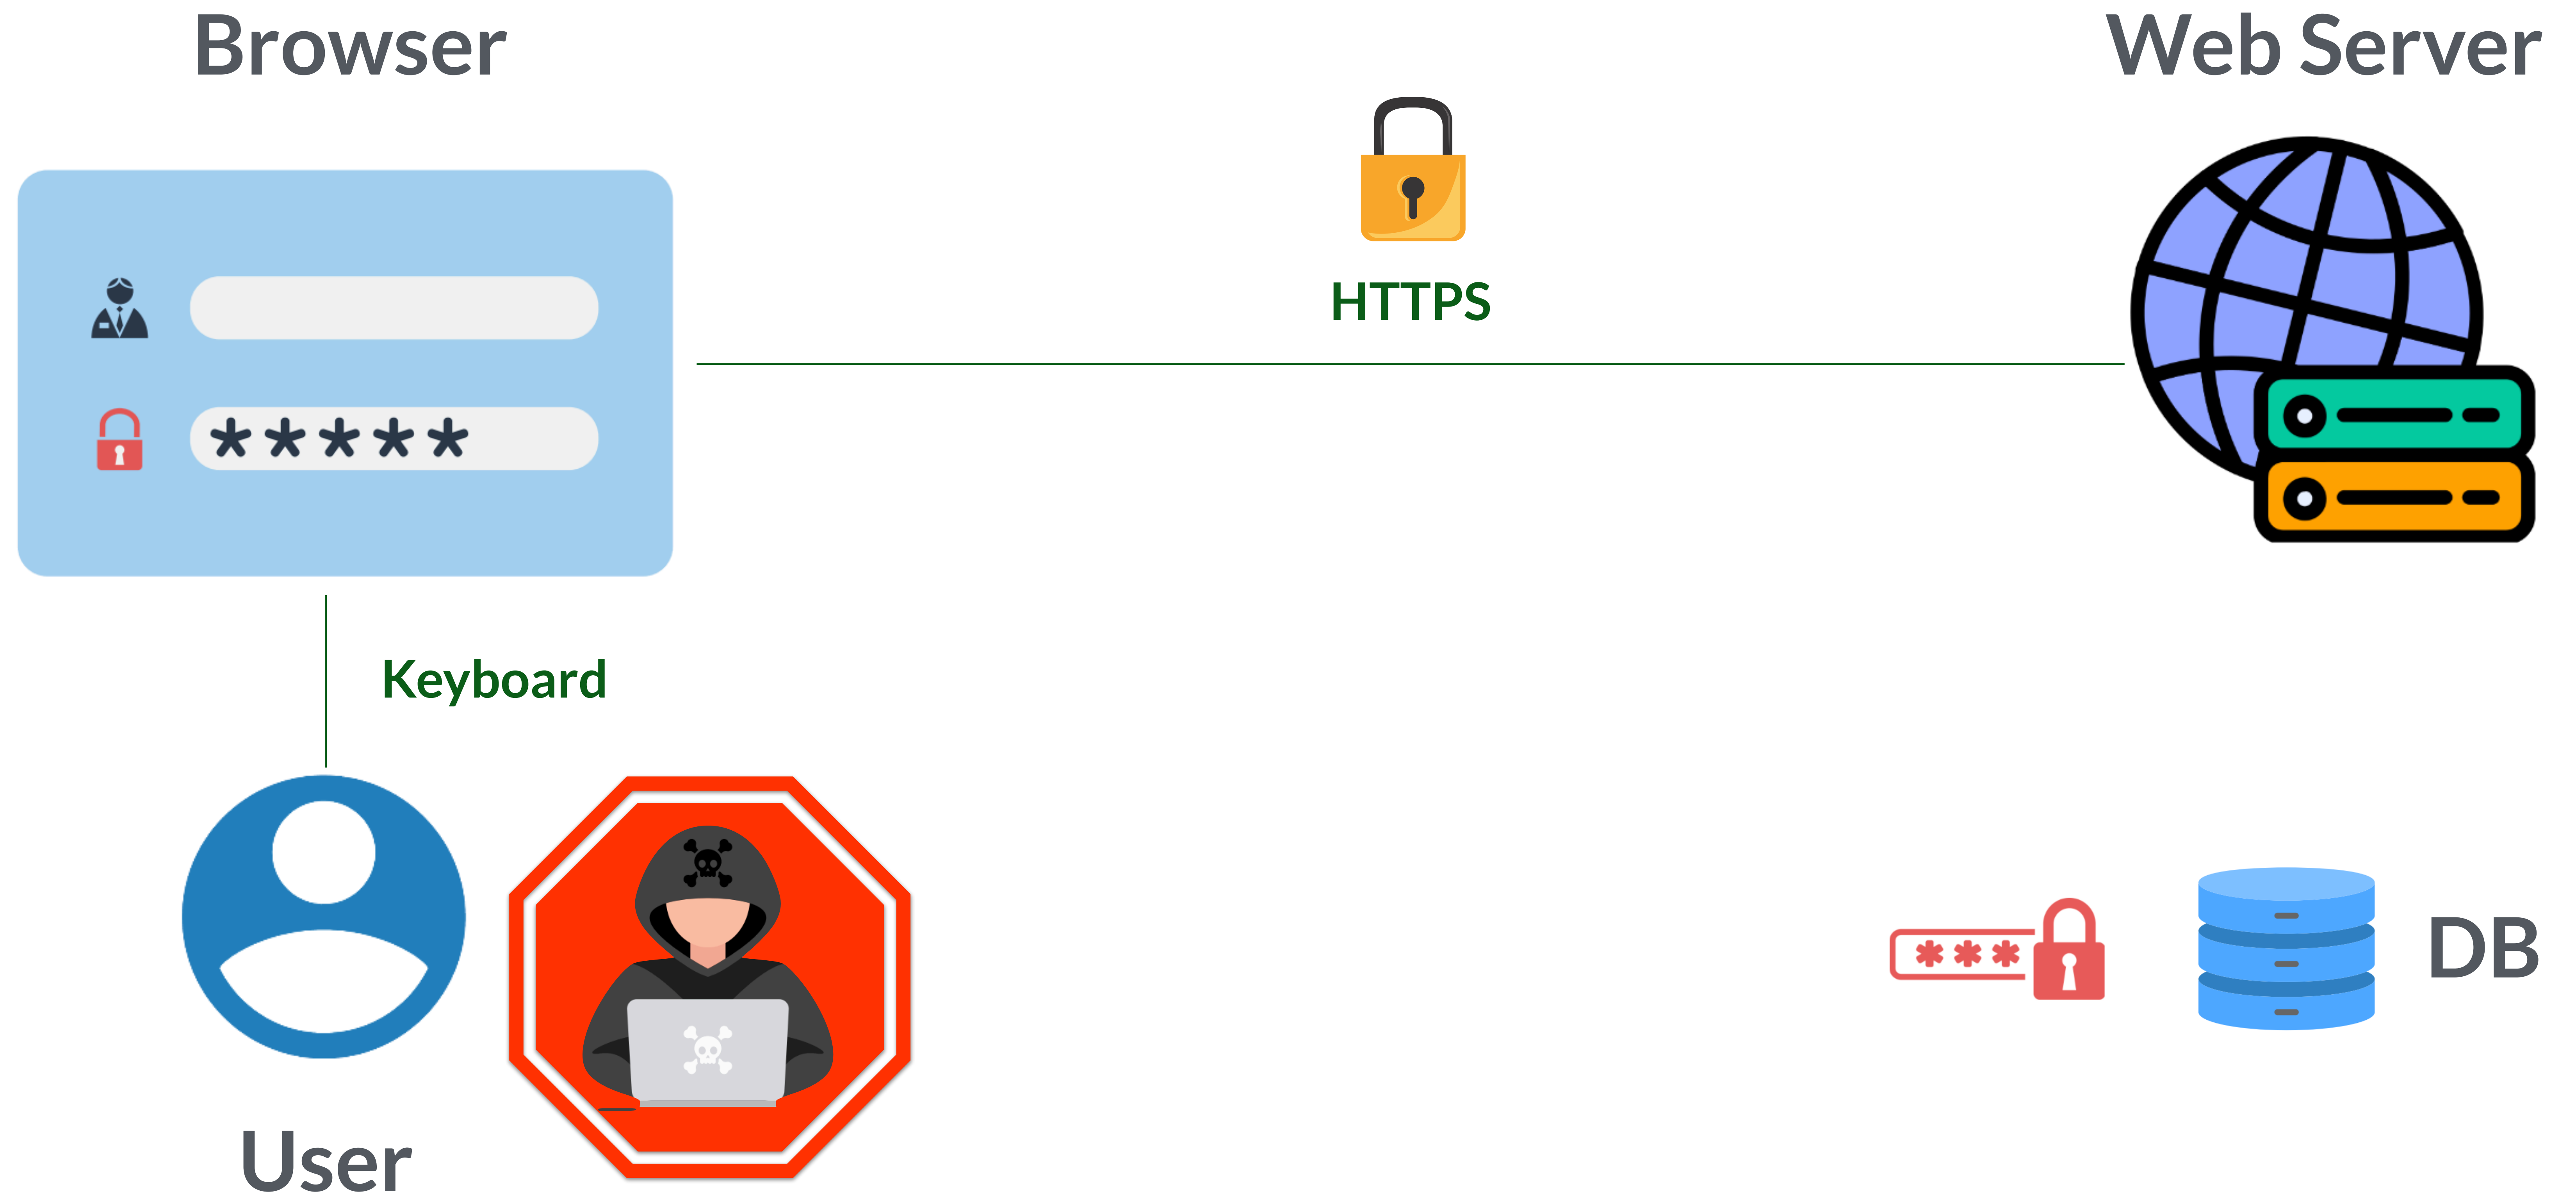 Browser
Web Server
HTTPS
*****
Keyboard
***
DB
User